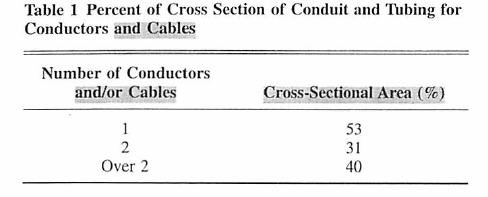 Table 1 Percent of Cross Section of Conduit and Tubing for
Conductors and Cables
Number of Conductors
and/or Cables Cross-Sectional Area (%)
1 53
2 31
Over 2 40